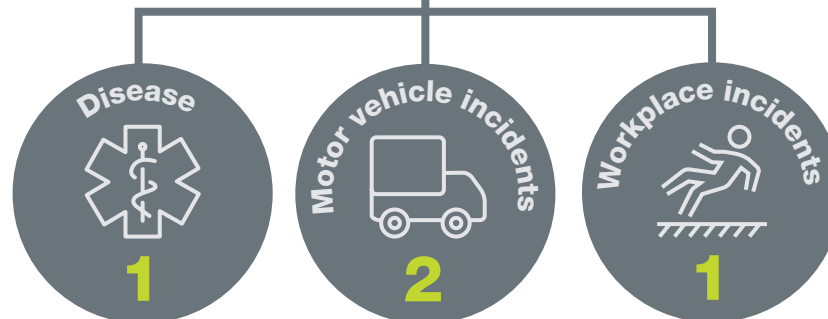 Disease
1
Motor vehicle incidents
2
Workplace incidents
1